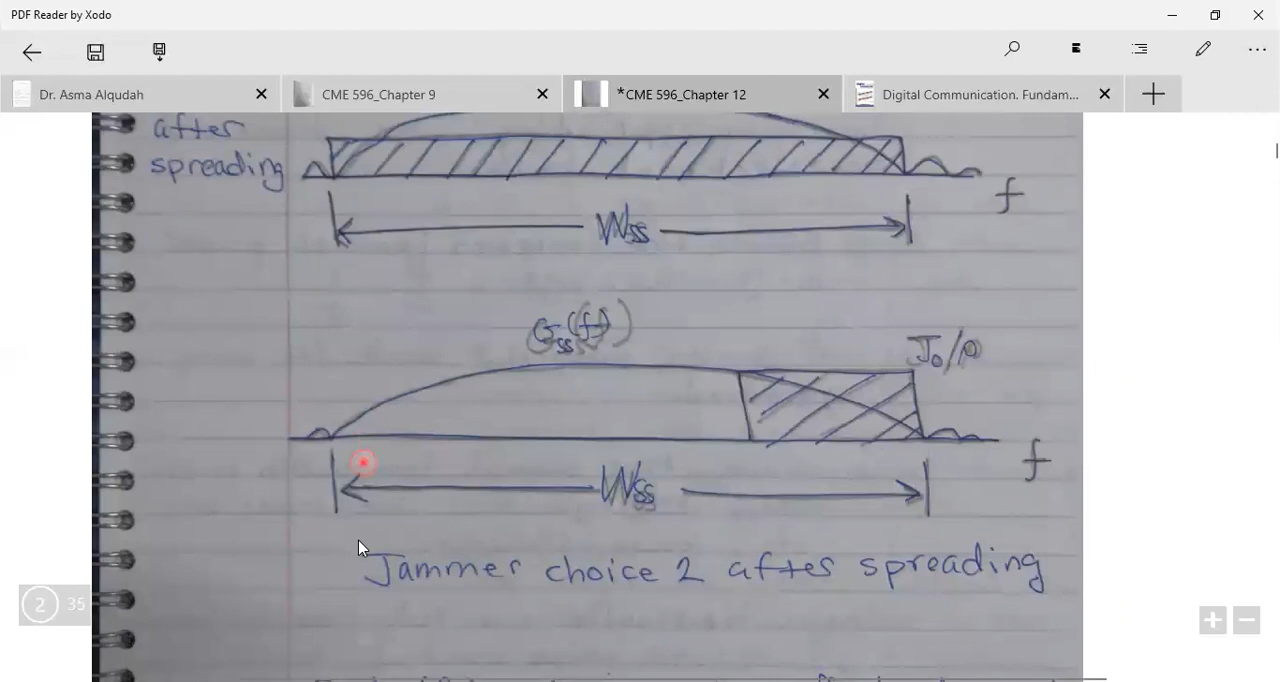 PDF Reader by Xodo
Dr. Asma Alqudah
CME 596_Chapter 9
*CME 596_Chapter 12
Digital Communication. Fundam...
after
spreading
f
Wss
Gss(f)
J0/ρ
f
Wss
Jammer choice 2 after spreading
2 35